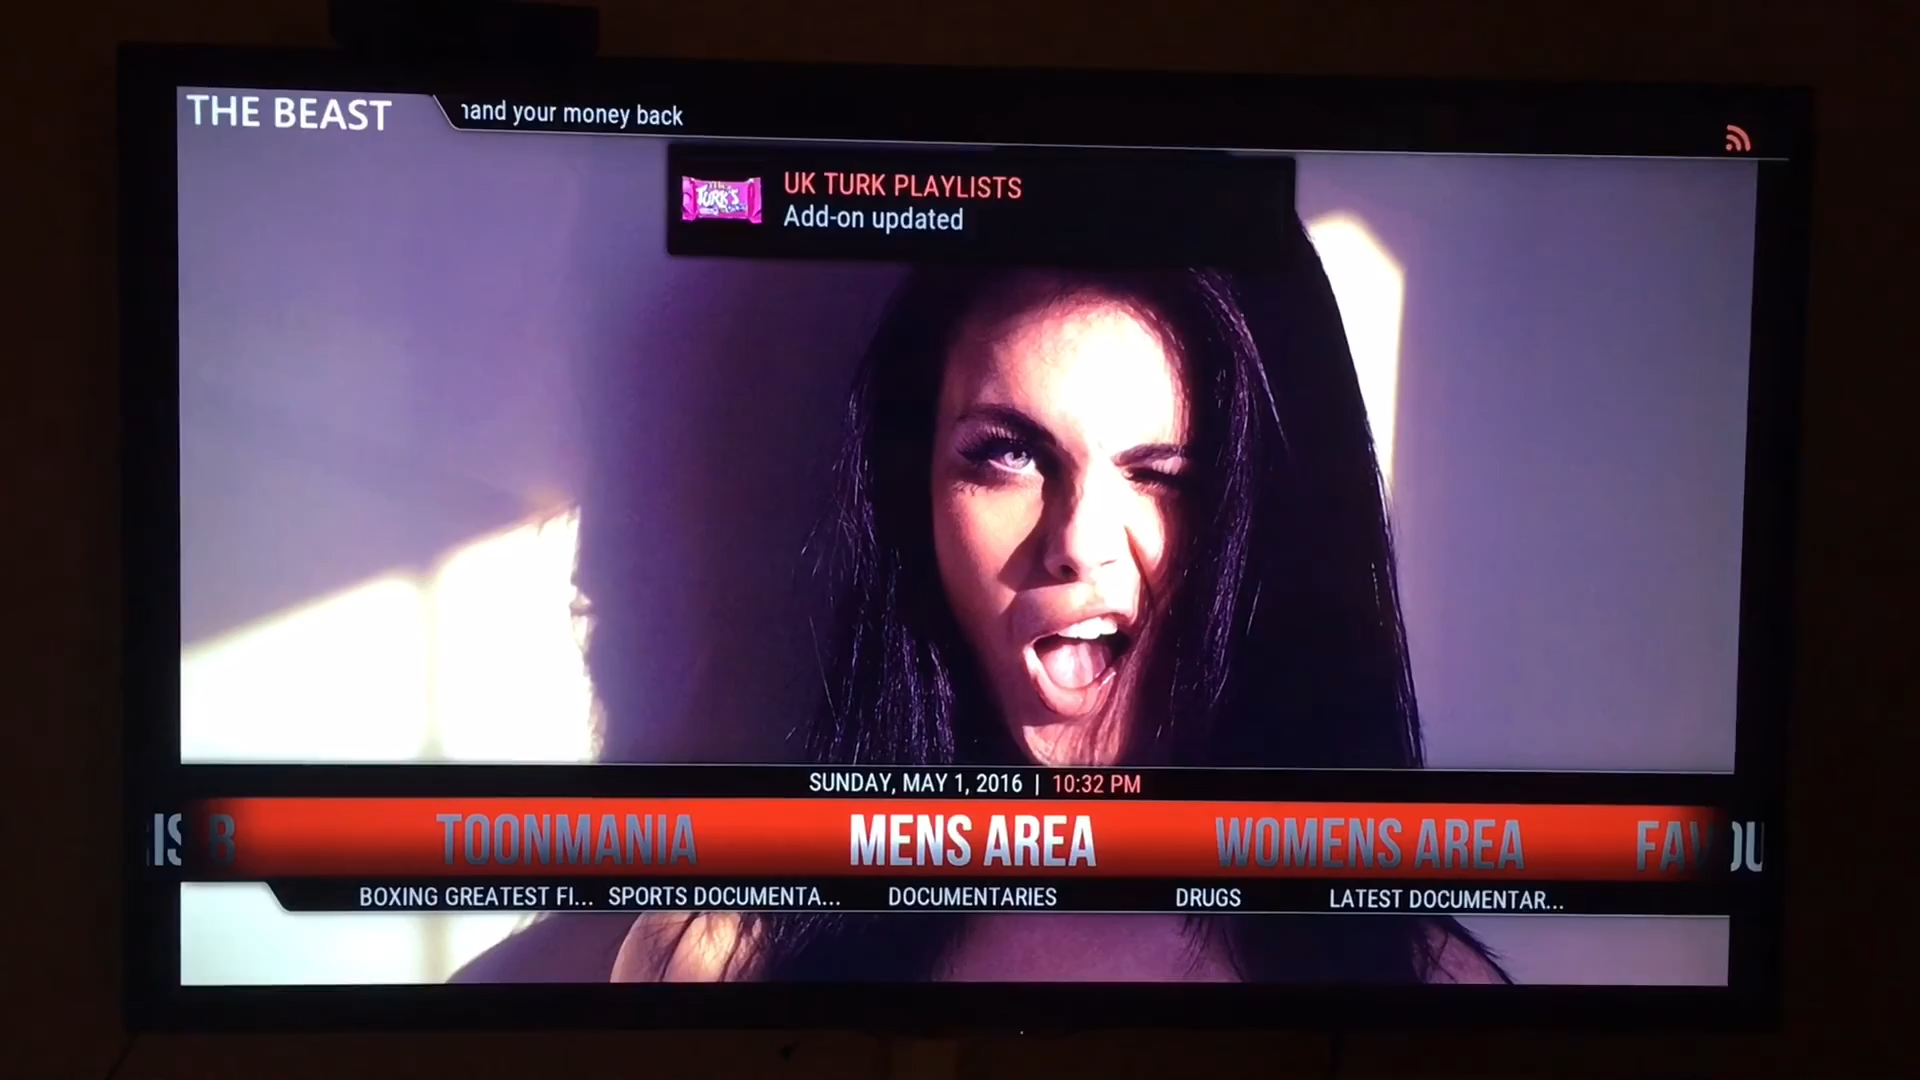 THE BEAST
and your money back
UK TURK PLAYLISTS
TURK'S
Add-on updated
SUNDAY, MAY 1, 2016 | 10:32 PM
TOONMANIA MENS AREA WOMENS AREA
BOXING GREATEST FI... SPORTS DOCUMENTA... DOCUMENTARIES DRUGS LATEST DOCUMENTAR...